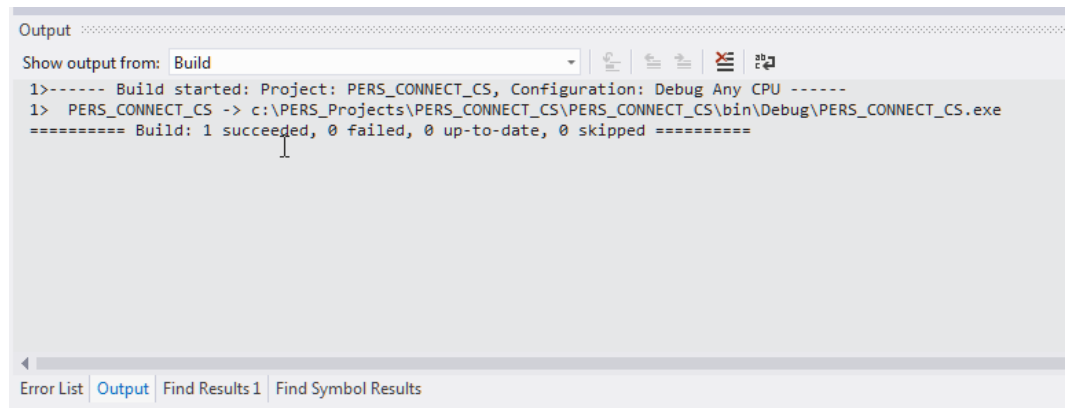 Output
Show output from: Build
1>------ Build started: Project: PERS_CONNECT_CS, Configuration: Debug Any CPU ------
1>  PERS_CONNECT_CS -> c:\PERS_Projects\PERS_CONNECT_CS\PERS_CONNECT_CS\bin\Debug\PERS_CONNECT_CS.exe
========== Build: 1 succeeded, 0 failed, 0 up-to-date, 0 skipped ==========
Error List Output Find Results 1 Find Symbol Results